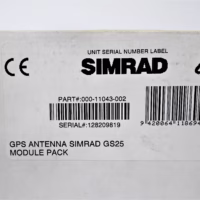 UNIT SERIAL NUMBER LABEL
CE
SIMRAD
PART#:000-11043-002
SERIAL#:128209819
GPS ANTENNA SIMRAD GS25
MODULE PACK